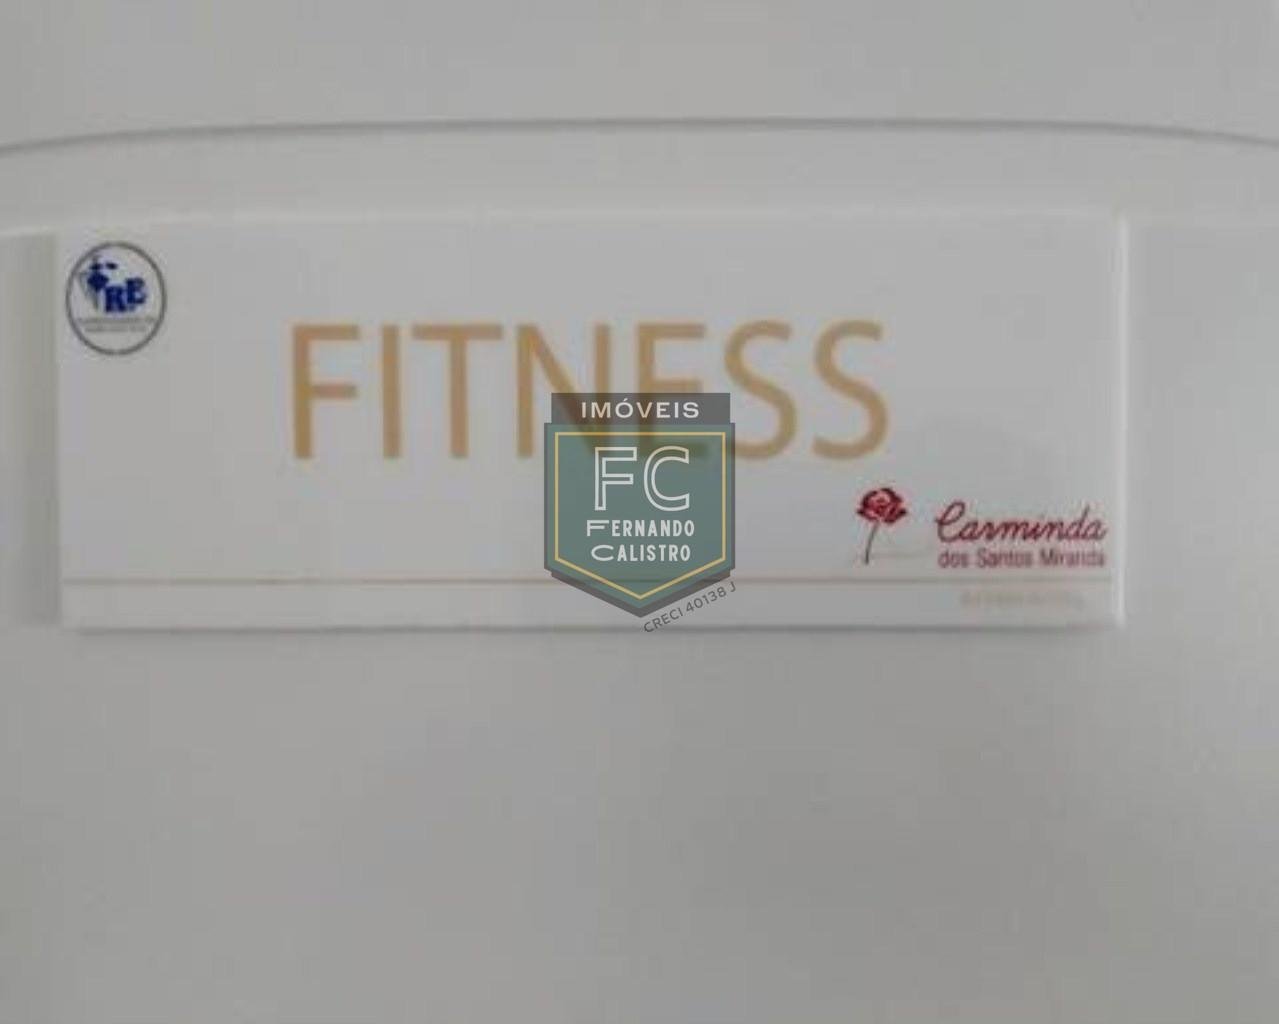 RE
FITNESS
IMÓVEIS
FC
FERNANDO
CALISTRO
CRECI 40138 J
Carminda
dos Santos Miranda